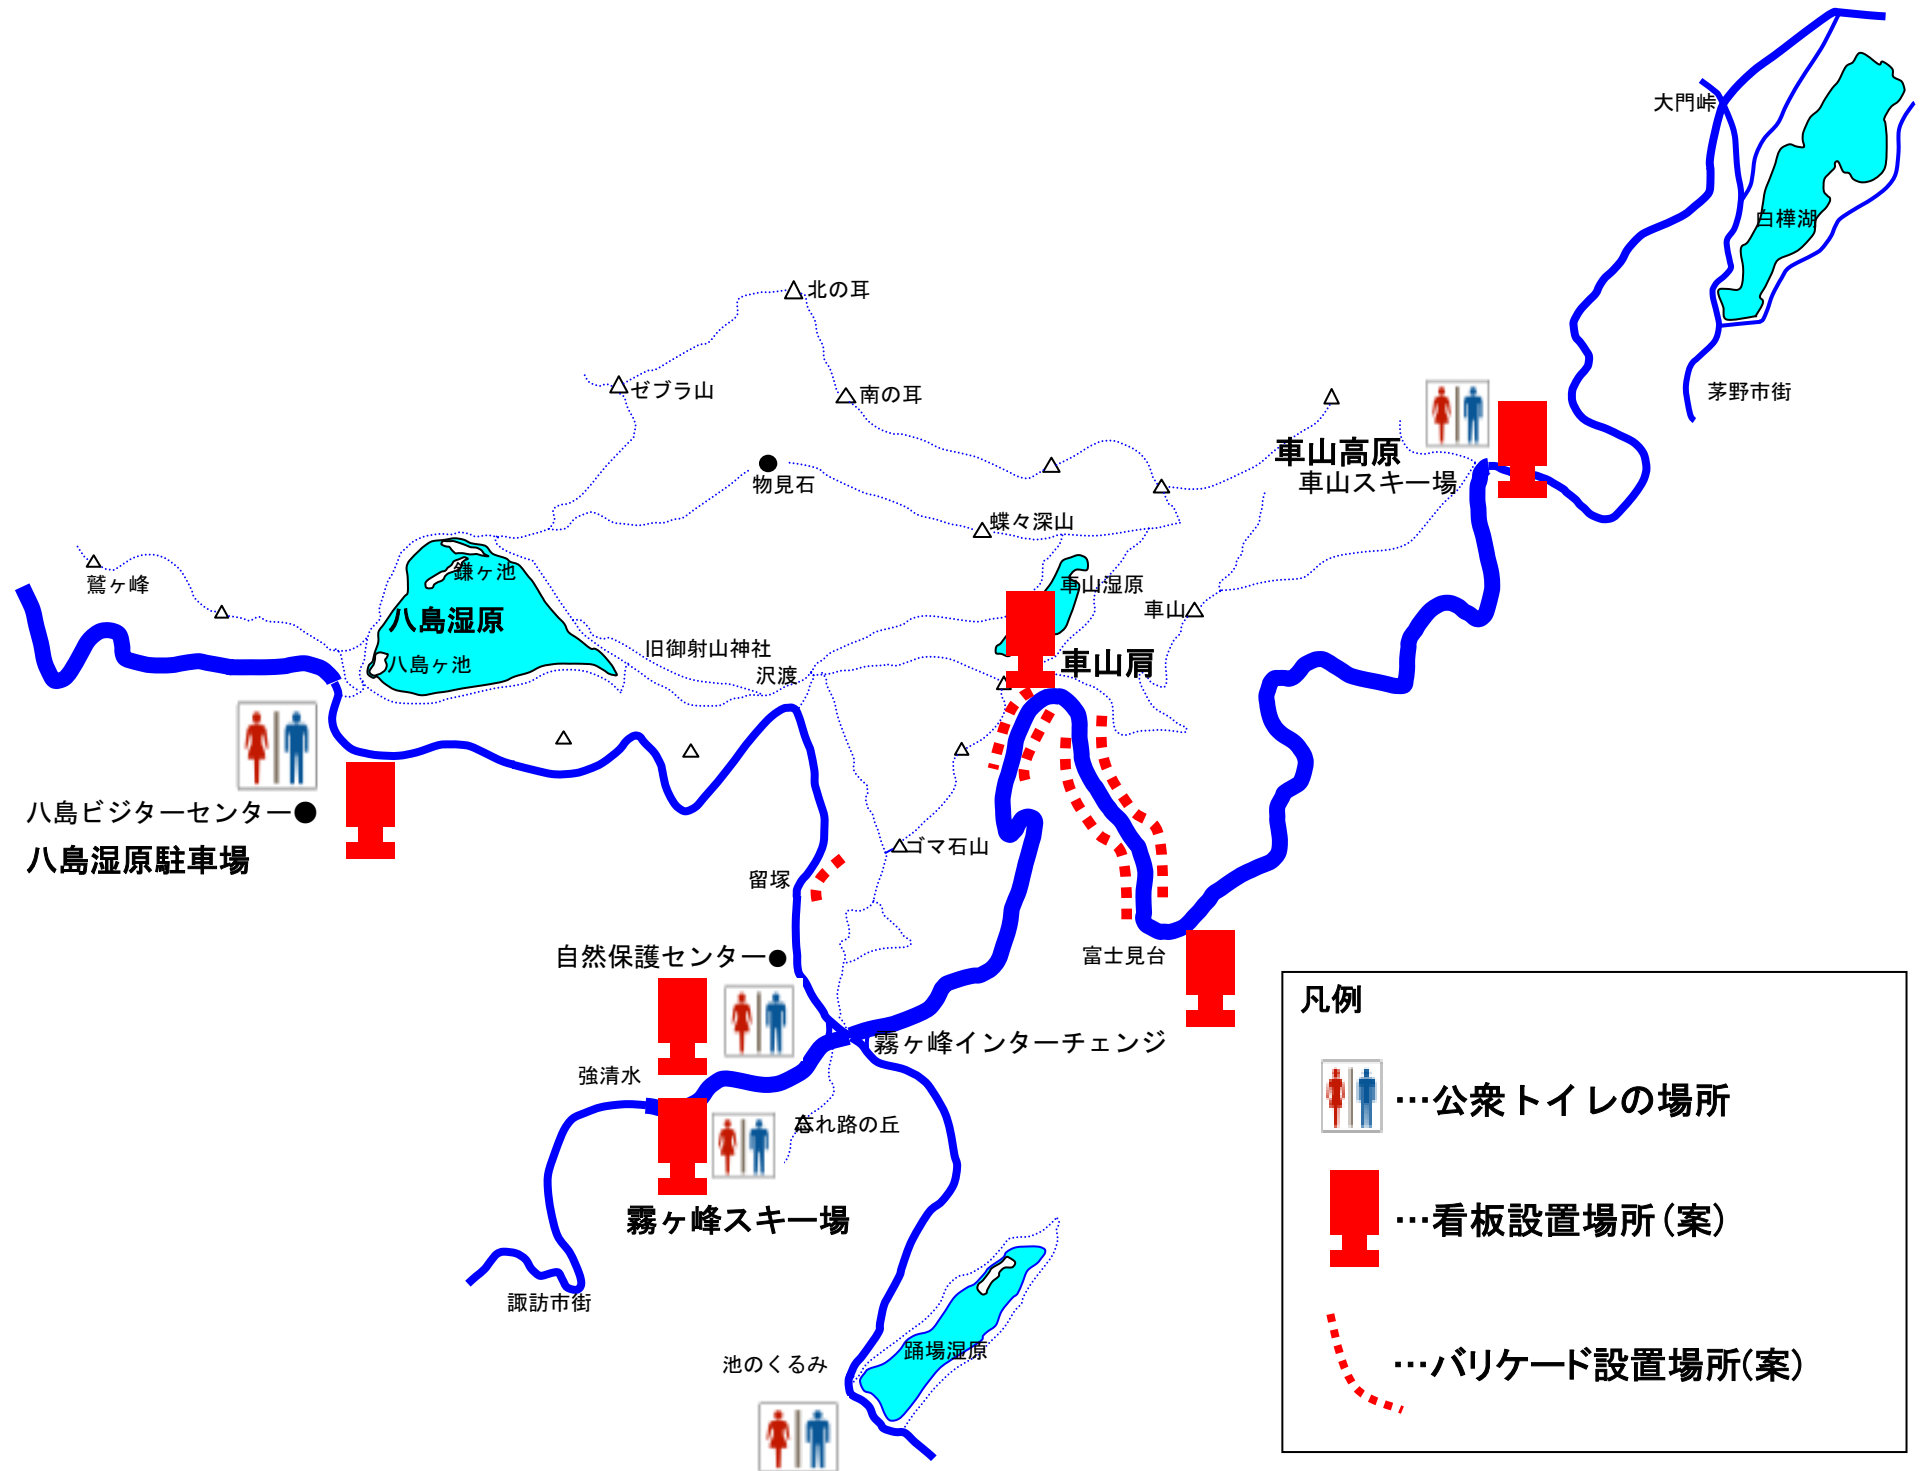 大門峠
白樺湖
北の耳
ゼブラ山
南の耳
茅野市街
車山高原
車山スキー場
物見石
蝶々深山
鷲ヶ峰
鎌ヶ池
車山湿原
車山
八島湿原
旧御射山神社
八島ヶ池
沢渡
車山肩
八島ビジターセンター
八島湿原駐車場
ゴマ石山
留塚
自然保護センター
富士見台
霧ヶ峰インターチェンジ
強清水
忘れ路の丘
霧ヶ峰スキー場
諏訪市街
踊場湿原
池のくるみ
凡例
…公衆トイレの場所
…看板設置場所(案)
…バリケード設置場所(案)